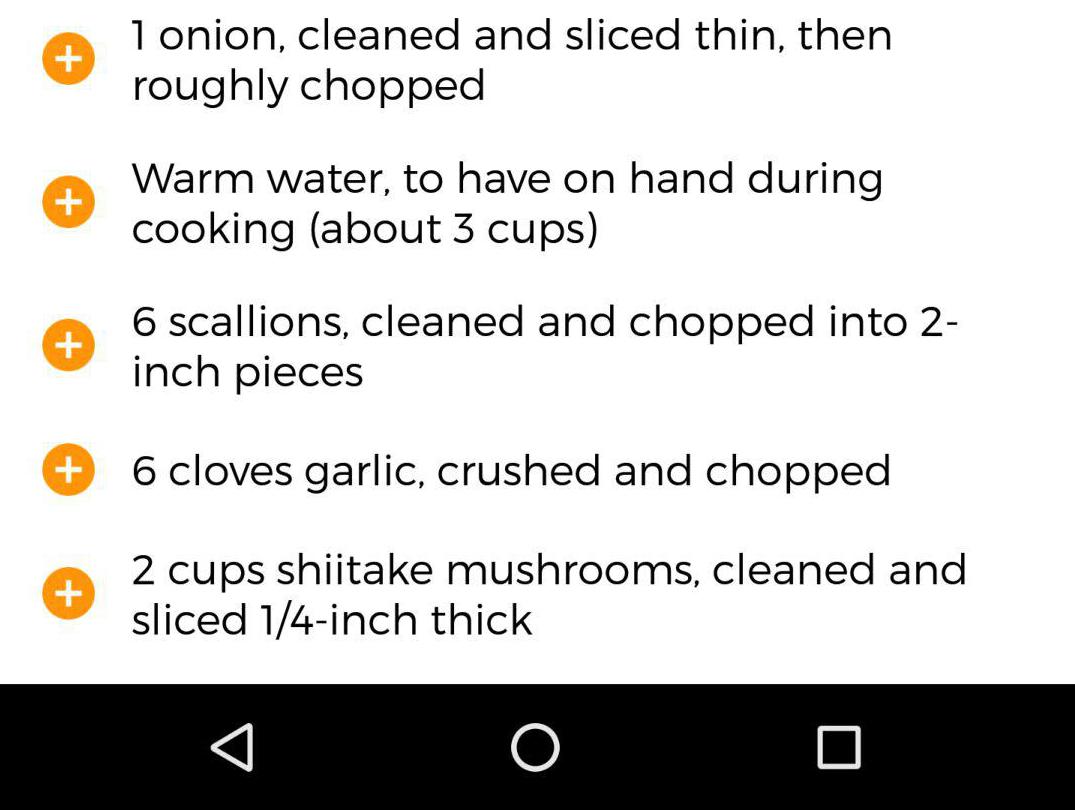 1 onion, cleaned and sliced thin, then
roughly chopped
Warm water, to have on hand during
cooking (about 3 cups)
6 scallions, cleaned and chopped into 2-
inch pieces
6 cloves garlic, crushed and chopped
2 cups shiitake mushrooms, cleaned and
sliced 1/4-inch thick